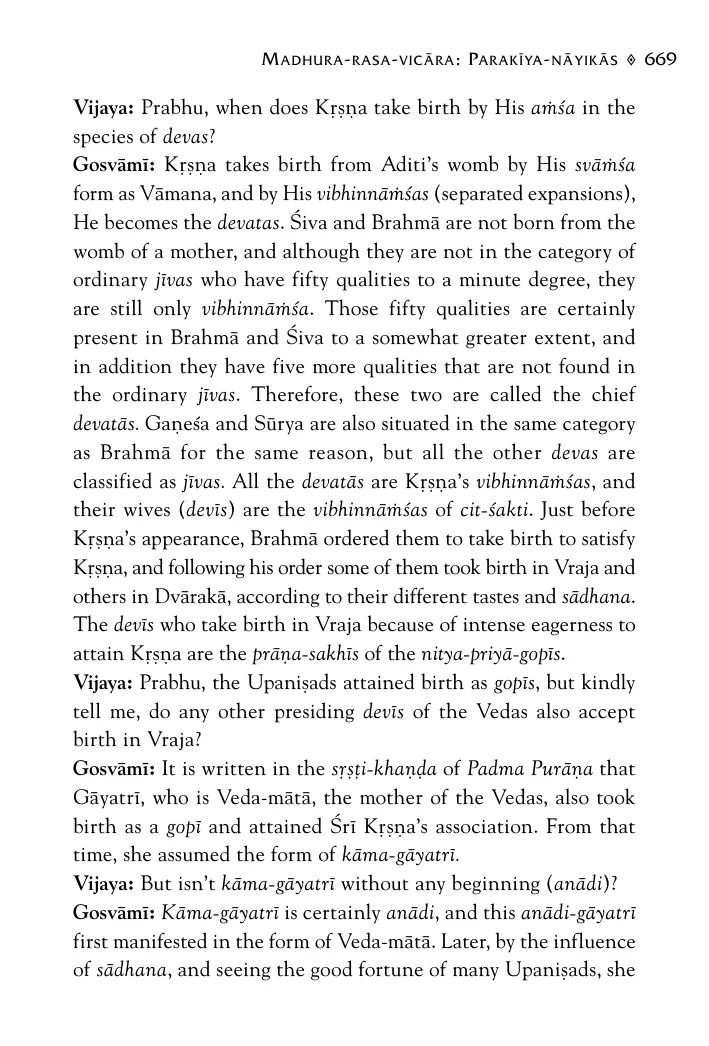 MADHURA-RASA-VICĀRA: PARAKĪYA-NĀYIKĀS ◈ 669
Vijaya: Prabhu, when does Kṛṣṇa take birth by His aṁśa in the
species of devas?
Gosvāmī: Kṛṣṇa takes birth from Aditi’s womb by His svāṁśa
form as Vāmana, and by His vibhinnāṁśas (separated expansions),
He becomes the devatas. Śiva and Brahmā are not born from the
womb of a mother, and although they are not in the category of
ordinary jīvas who have fifty qualities to a minute degree, they
are still only vibhinnāṁśa. Those fifty qualities are certainly
present in Brahmā and Śiva to a somewhat greater extent, and
in addition they have five more qualities that are not found in
the ordinary jīvas. Therefore, these two are called the chief
devatās. Gaṇeśa and Sūrya are also situated in the same category
as Brahmā for the same reason, but all the other devas are
classified as jīvas. All the devatās are Kṛṣṇa’s vibhinnāṁśas, and
their wives (devīs) are the vibhinnāṁśas of cit-śakti. Just before
Kṛṣṇa’s appearance, Brahmā ordered them to take birth to satisfy
Kṛṣṇa, and following his order some of them took birth in Vraja and
others in Dvārakā, according to their different tastes and sādhana.
The devīs who take birth in Vraja because of intense eagerness to
attain Kṛṣṇa are the prāṇa-sakhīs of the nitya-priyā-gopīs.
Vijaya: Prabhu, the Upaniṣads attained birth as gopīs, but kindly
tell me, do any other presiding devīs of the Vedas also accept
birth in Vraja?
Gosvāmī: It is written in the sṛṣṭi-khaṇḍa of Padma Purāṇa that
Gāyatrī, who is Veda-mātā, the mother of the Vedas, also took
birth as a gopī and attained Śrī Kṛṣṇa’s association. From that
time, she assumed the form of kāma-gāyatrī.
Vijaya: But isn’t kāma-gāyatrī without any beginning (anādi)?
Gosvāmī: Kāma-gāyatrī is certainly anādi, and this anādi-gāyatrī
first manifested in the form of Veda-mātā. Later, by the influence
of sādhana, and seeing the good fortune of many Upaniṣads, she